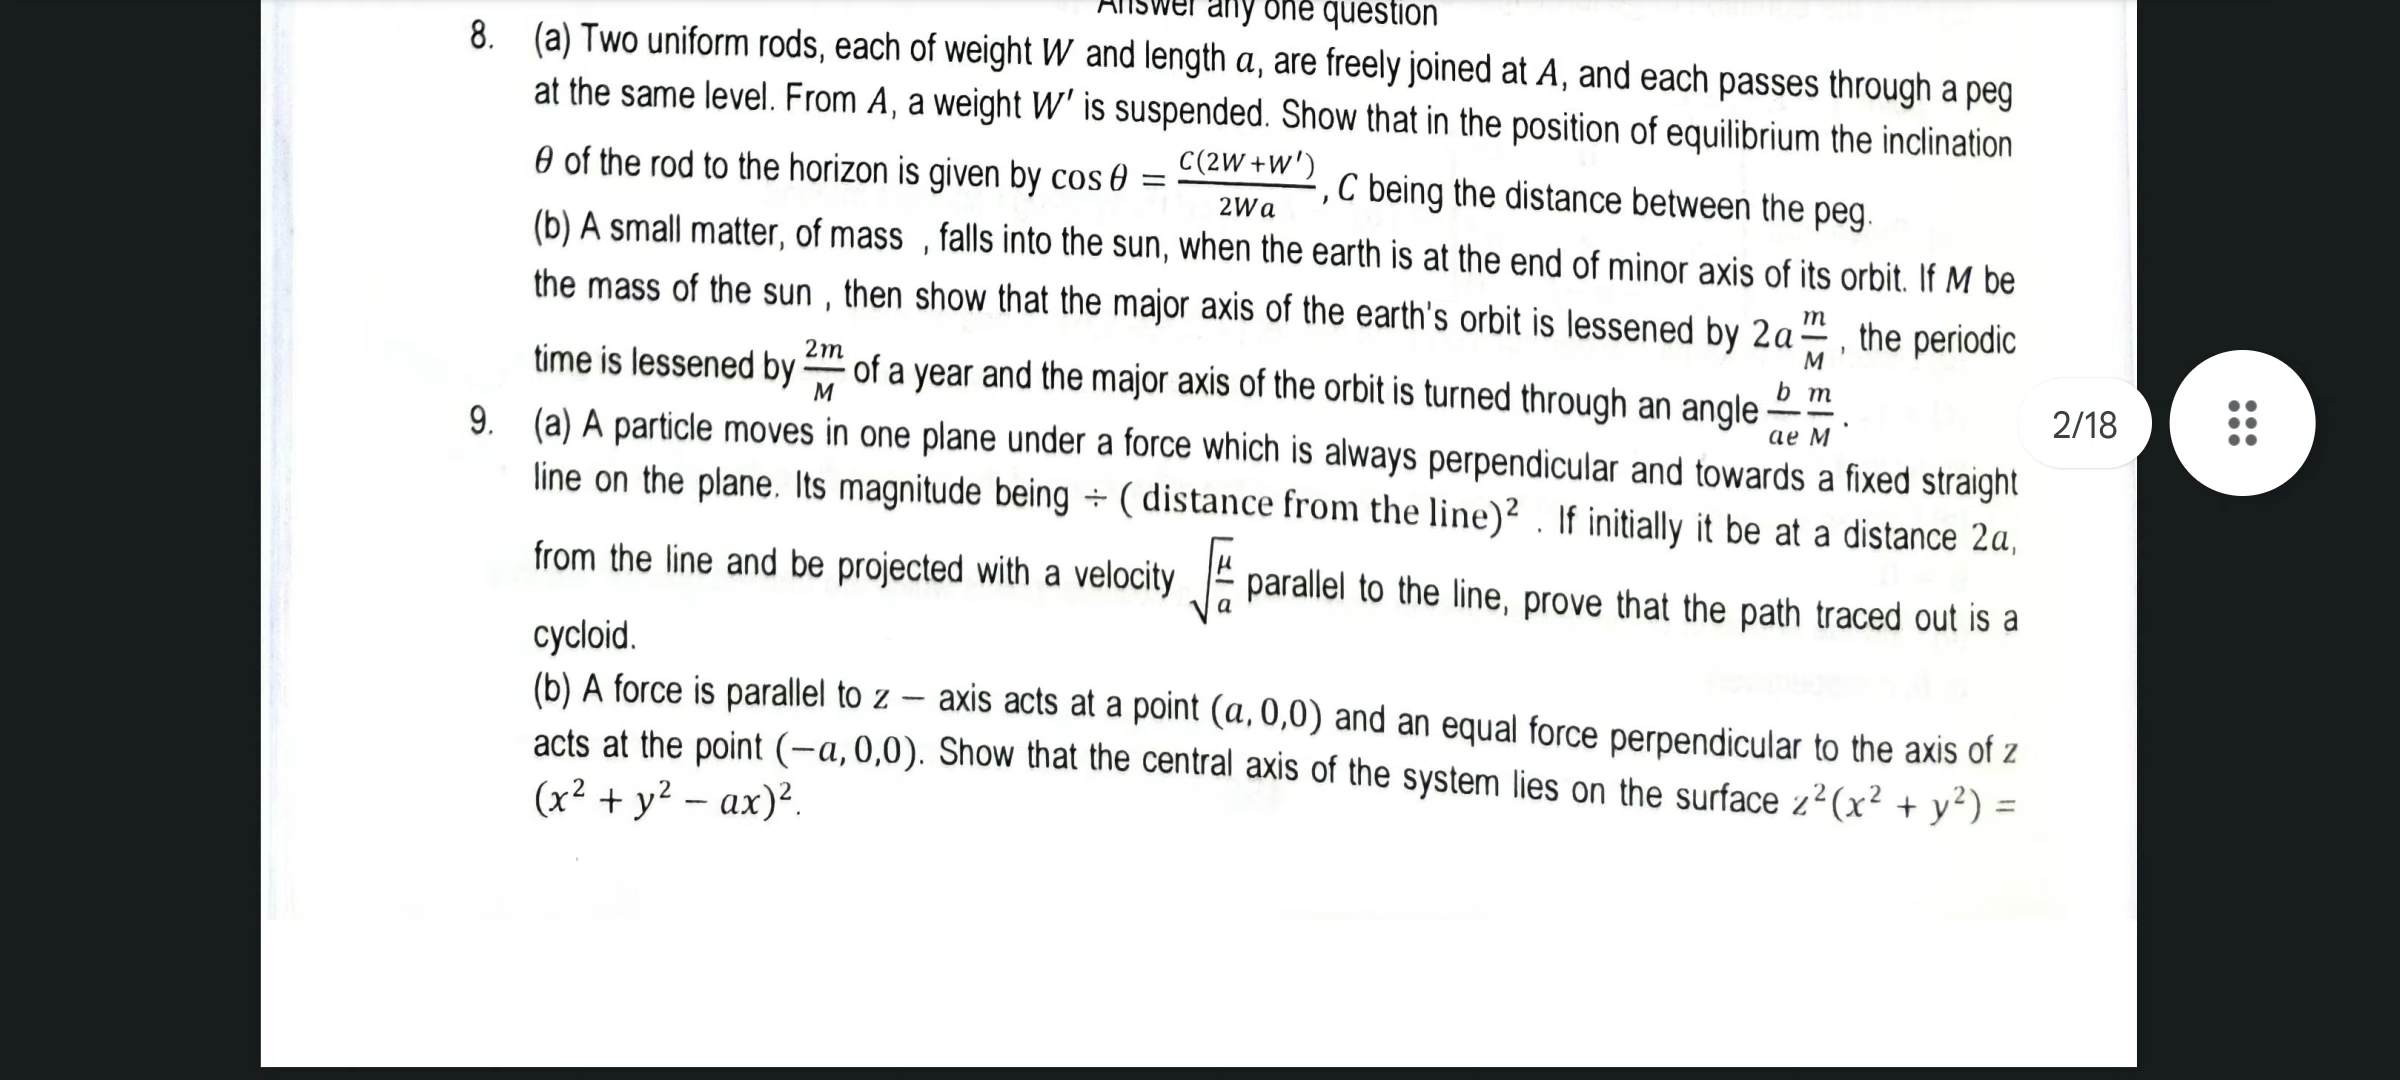 Answer any one question
8. (a) Two uniform rods, each of weight W and length a, are freely joined at A, and each passes through a peg
at the same level. From A, a weight W′ is suspended. Show that in the position of equilibrium the inclination
θ of the rod to the horizon is given by cos θ = C(2W+W′)/2Wa, C being the distance between the peg.
(b) A small matter, of mass , falls into the sun, when the earth is at the end of minor axis of its orbit. If M be
the mass of the sun , then show that the major axis of the earth's orbit is lessened by 2a m/M , the periodic
time is lessened by 2m/M of a year and the major axis of the orbit is turned through an angle b/ae m/M .
9. (a) A particle moves in one plane under a force which is always perpendicular and towards a fixed straight
line on the plane. Its magnitude being ÷ ( distance from the line)² . If initially it be at a distance 2a,
from the line and be projected with a velocity √(μ/a) parallel to the line, prove that the path traced out is a
cycloid.
(b) A force is parallel to z − axis acts at a point (a, 0,0) and an equal force perpendicular to the axis of z
acts at the point (−a, 0,0). Show that the central axis of the system lies on the surface z²(x² + y²) =
(x² + y² − ax)².
2/18